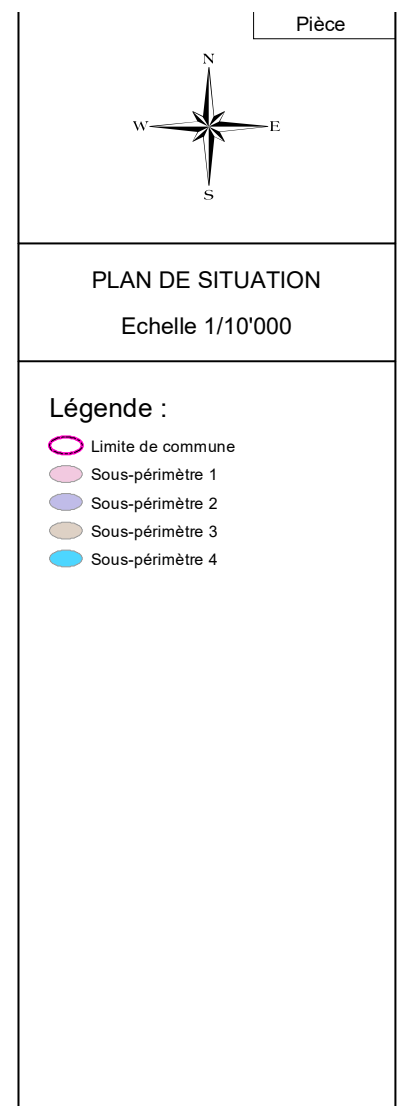 Pièce
N
W E
S
PLAN DE SITUATION
Echelle 1/10'000
Légende :
Limite de commune
Sous-périmètre 1
Sous-périmètre 2
Sous-périmètre 3
Sous-périmètre 4